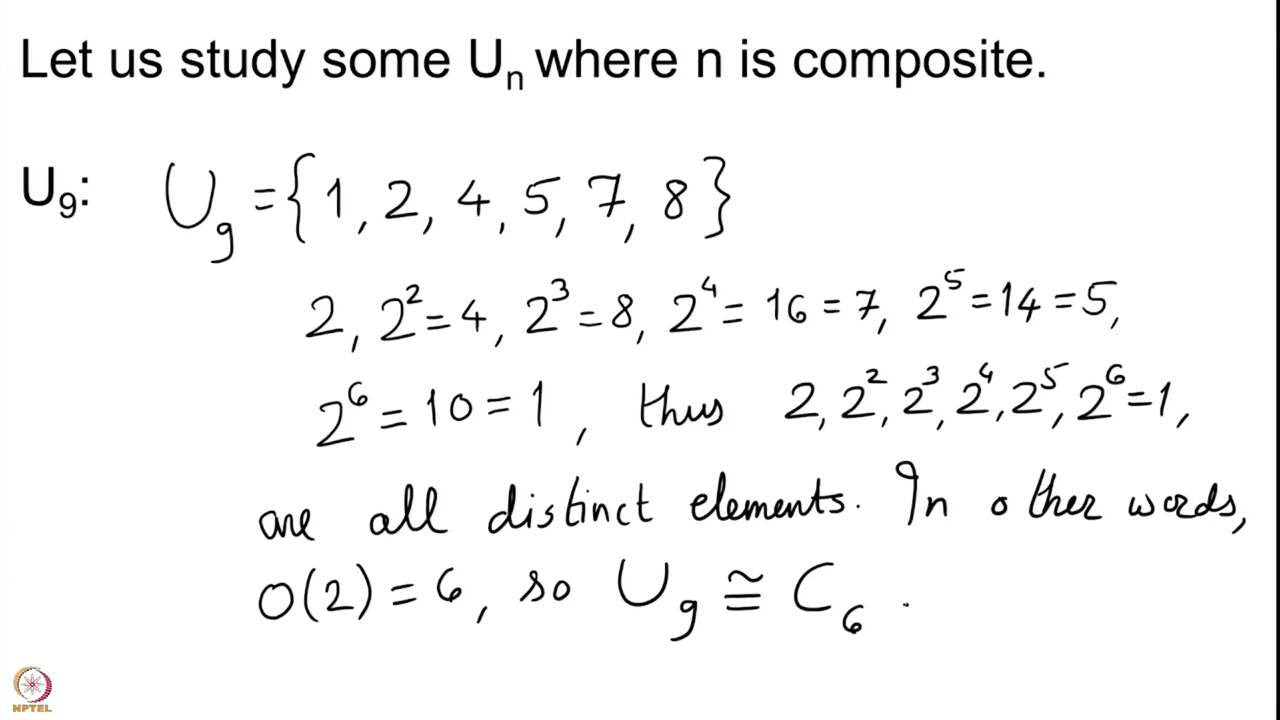 Let us study some Uₙ where n is composite.
U₉: U₉ = {1, 2, 4, 5, 7, 8}
2, 2² = 4, 2³ = 8, 2⁴ = 16 = 7, 2⁵ = 14 = 5,
2⁶ = 10 = 1, thus 2, 2², 2³, 2⁴, 2⁵, 2⁶ = 1,
are all distinct elements. In other words,
O(2) = 6, so U₉ ≅ C₆.
NPTEL